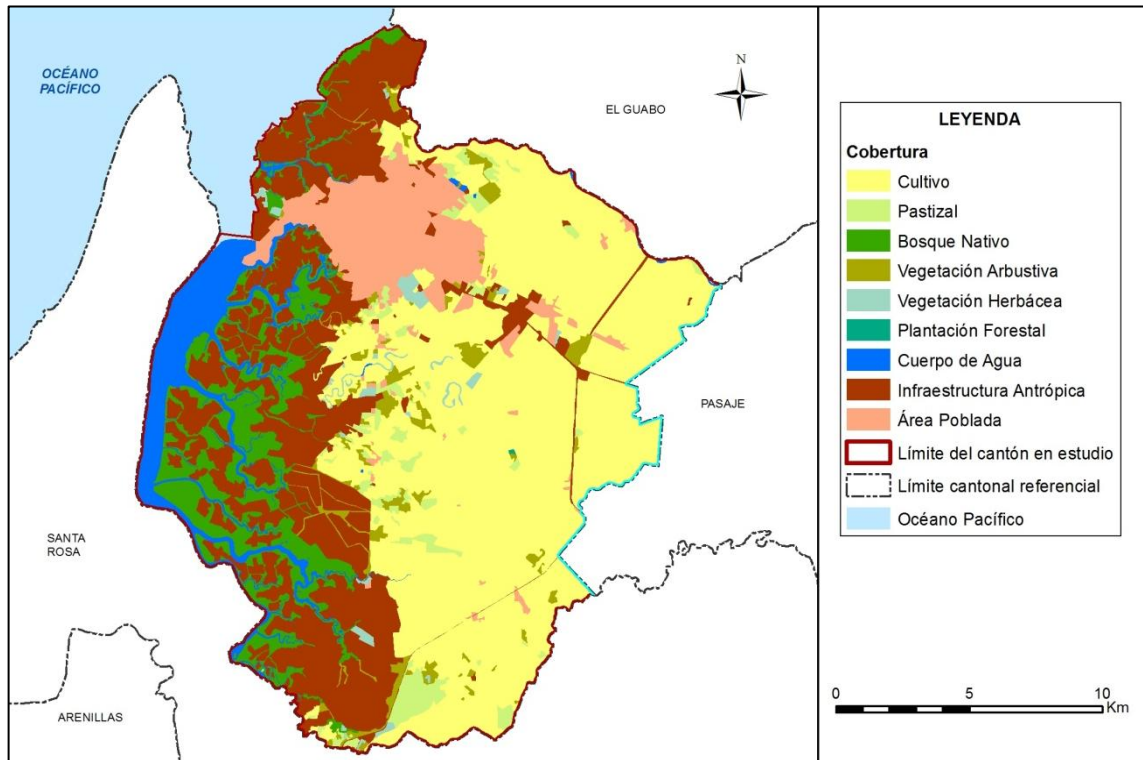 OCÉANO
PACÍFICO
N
EL GUABO
PASAJE
SANTA
ROSA
ARENILLAS
LEYENDA
Cobertura
Cultivo
Pastizal
Bosque Nativo
Vegetación Arbustiva
Vegetación Herbácea
Plantación Forestal
Cuerpo de Agua
Infraestructura Antrópica
Área Poblada
Límite del cantón en estudio
Límite cantonal referencial
Océano Pacífico
0 5 10
Km